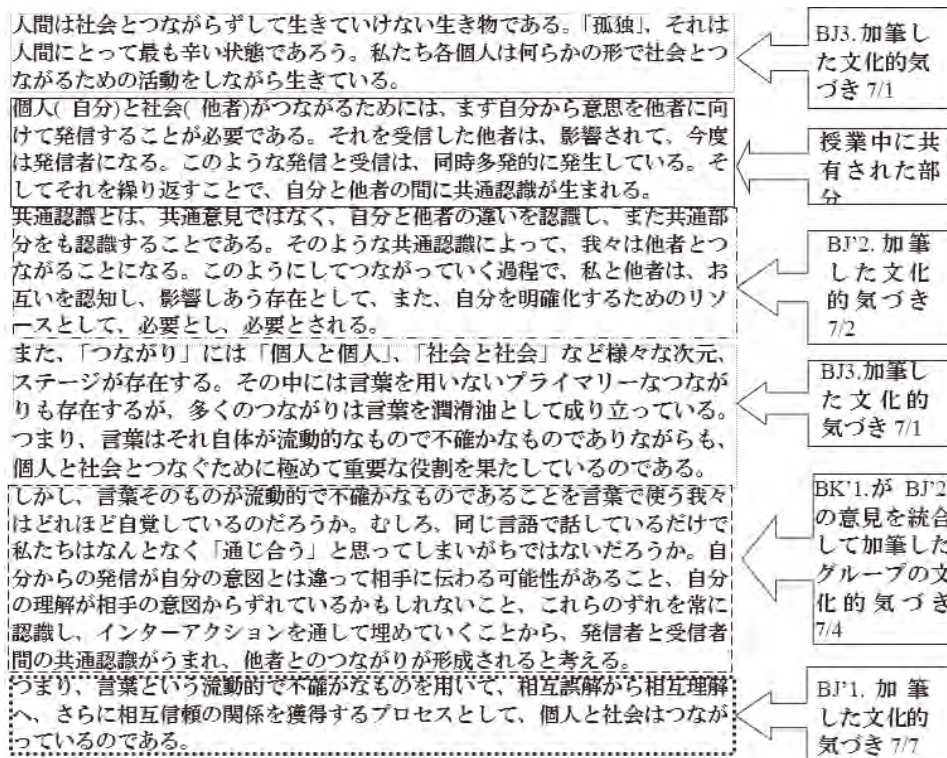 人間は社会とつながらずして生きていけない生き物である。「孤独」、それは
人間にとって最も辛い状態であろう。私たち各個人は何らかの形で社会とつ
ながるための活動をしながら生きている。
BJ3.加筆し
た文化的気
づき 7/1
個人( 自分)と社会( 他者)がつながるためには、まず自分から意思を他者に向
けて発信することが必要である。それを受信した他者は、影響されて、今度
は発信者になる。このような発信と受信は、同時多発的に発生している。そ
してそれを繰り返すことで、自分と他者の間に共通認識が生まれる。
授業中に共
有された部
分
共通認識とは、共通意見ではなく、自分と他者の違いを認識し、また共通部
分をも認識することである。そのような共通認識によって、我々は他者とつ
ながることになる。このようにしてつながっていく過程で、私と他者は、お
互いを認知し、影響しあう存在として、また、自分を明確化するためのリソ
ースとして、必要とし、必要とされる。
BJ'2. 加筆
した文化
的気づき
7/2
また、「つながり」には「個人と個人」、「社会と社会」など様々な次元、
ステージが存在する。その中には言葉を用いないプライマリーなつなが
りも存在するが、多くのつながりは言葉を潤滑油として成り立っている。
つまり、言葉はそれ自体が流動的なもので不確かなものでありながらも、
個人と社会とつなぐために極めて重要な役割を果たしているのである。
BJ3.加筆し
た文化的
気づき 7/1
しかし、言葉そのものが流動的で不確かなものであることを言葉で使う我々
はどれほど自覚しているのだろうか。むしろ、同じ言語で話しているだけで
私たちはなんとなく「通じ合う」と思ってしまいがちではないだろうか。自
分からの発信が自分の意図とは違って相手に伝わる可能性があること、自分
の理解が相手の意図からずれているかもしれないこと、これらのずれを常に
認識し、インターアクションを通して埋めていくことから、発信者と受信者
間の共通認識がうまれ、他者とのつながりが形成されると考える。
BK'1.が BJ'2
の意見を統合
して加筆した
グループの文
化的気づき
7/4
つまり、言葉という流動的で不確かなものを用いて、相互誤解から相互理解
へ、さらに相互信頼の関係を獲得するプロセスとして、個人と社会はつなが
っているのである。
BJ'1. 加筆
した文化的
気づき 7/7